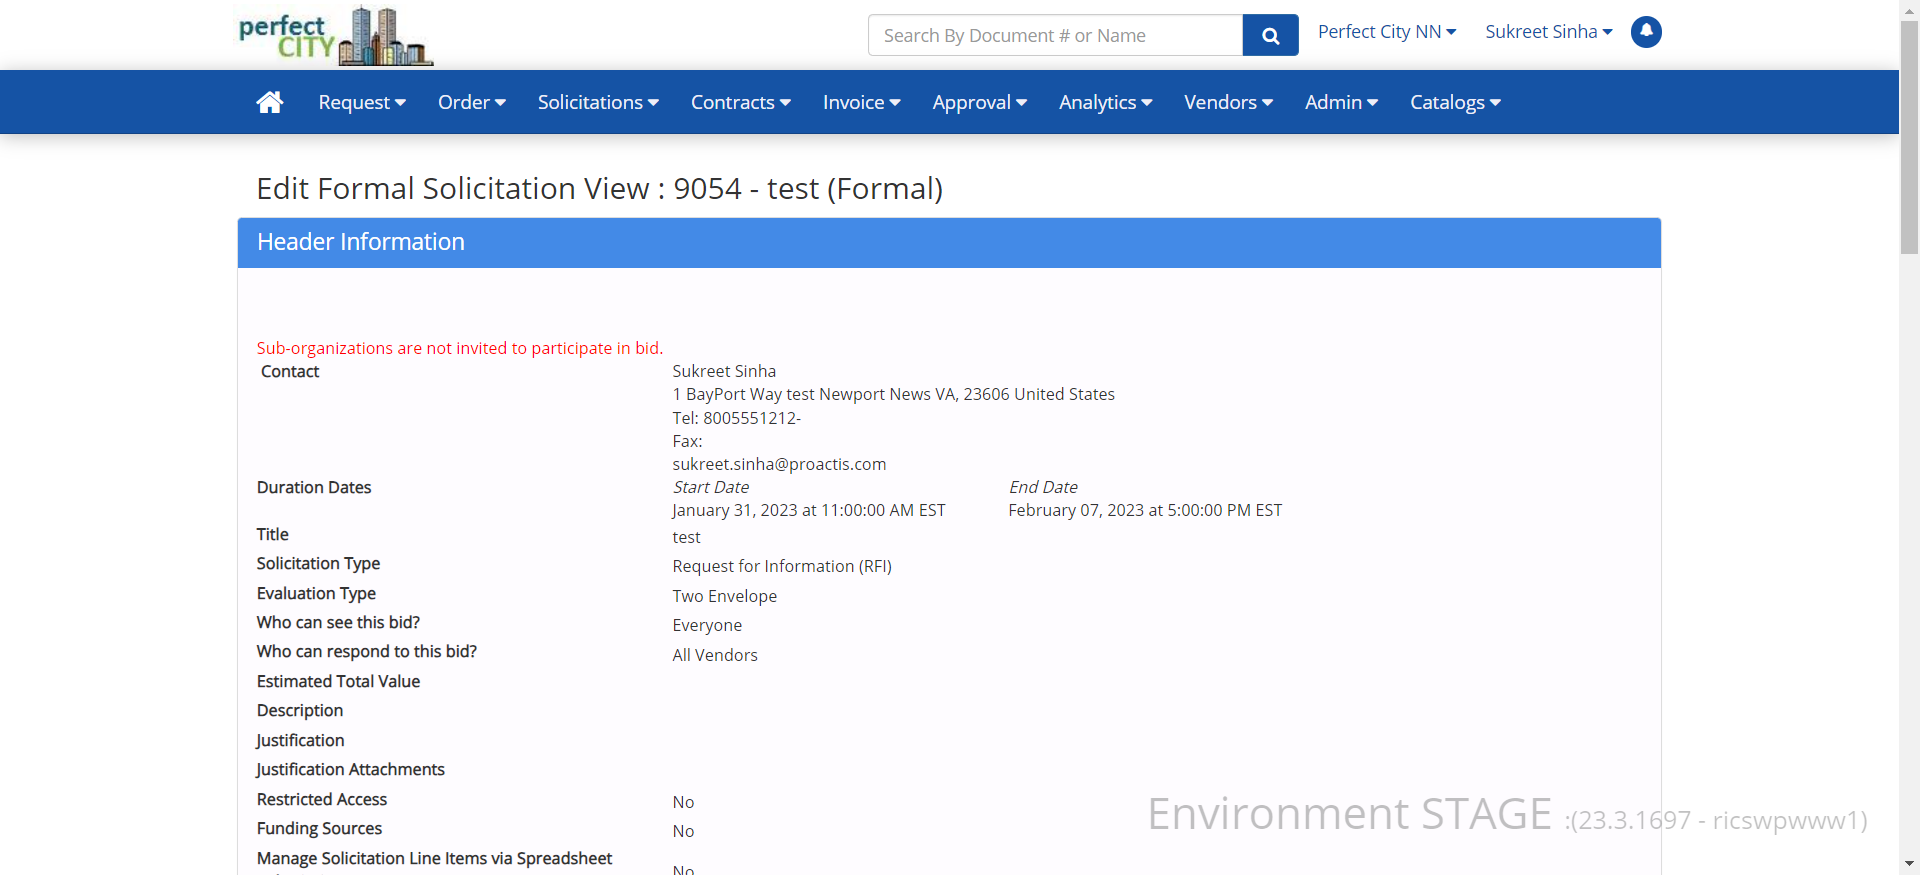 perfect
CITY
Search By Document # or Name
Perfect City NN
Sukreet Sinha
Request
Order
Solicitations
Contracts
Invoice
Approval
Analytics
Vendors
Admin
Catalogs
Edit Formal Solicitation View : 9054 - test (Formal)
Header Information
Sub-organizations are not invited to participate in bid.
Contact
Sukreet Sinha
1 BayPort Way test Newport News VA, 23606 United States
Tel: 8005551212-
Fax:
sukreet.sinha@proactis.com
Duration Dates
Start Date
End Date
January 31, 2023 at 11:00:00 AM EST
February 07, 2023 at 5:00:00 PM EST
Title
test
Solicitation Type
Request for Information (RFI)
Evaluation Type
Two Envelope
Who can see this bid?
Everyone
Who can respond to this bid?
All Vendors
Estimated Total Value
Description
Justification
Justification Attachments
Restricted Access
No
Funding Sources
No
Manage Solicitation Line Items via Spreadsheet
No
Environment STAGE :(23.3.1697 - ricswpwww1)